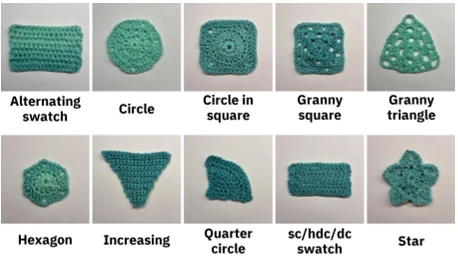 Alternating
swatch
Circle
Circle in
square
Granny
square
Granny
triangle
Hexagon
Increasing
Quarter
circle
sc/hdc/dc
swatch
Star